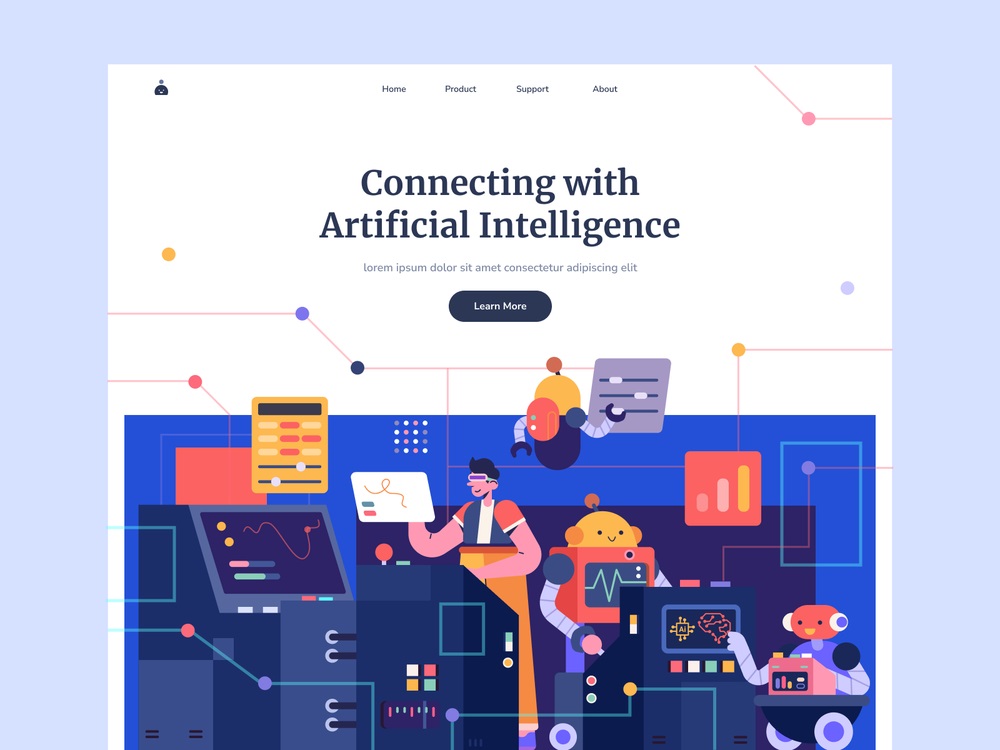 Home Product Support About
Connecting with
Artificial Intelligence
lorem ipsum dolor sit amet consectetur adipiscing elit
Learn More
Ai